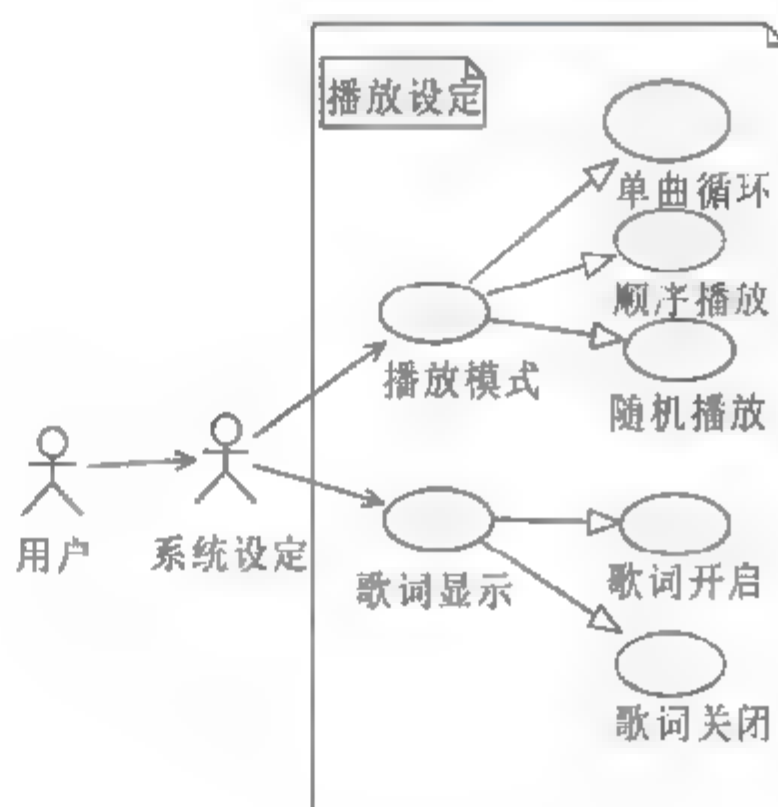 播放设定
单曲循环
顺序播放
播放模式
随机播放
用户
系统设定
歌词显示
歌词开启
歌词关闭